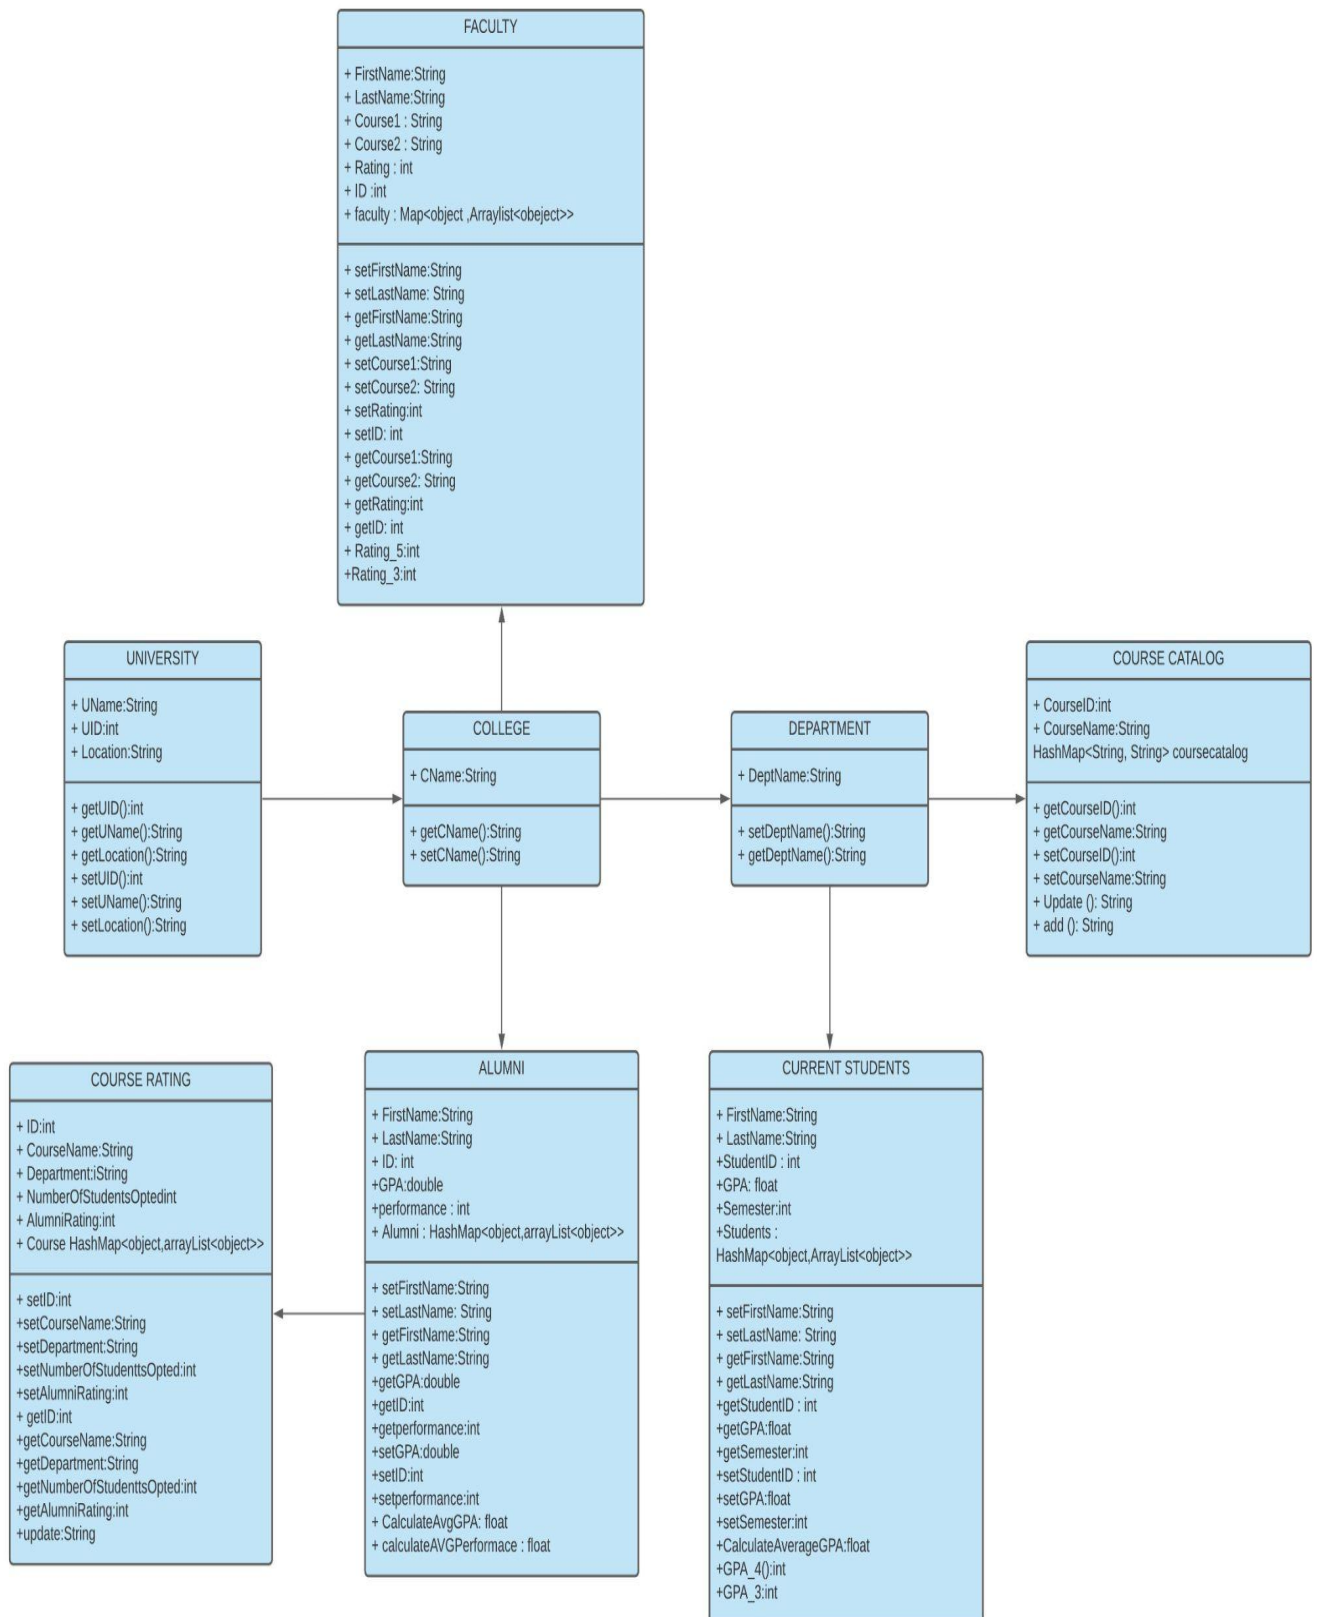 FACULTY
+ FirstName:String
+ LastName:String
+ Course1 : String
+ Course2 : String
+ Rating : int
+ ID :int
+ faculty : Map<object ,Arraylist<obeject>>
+ setFirstName:String
+ setLastName: String
+ getFirstName:String
+ getLastName:String
+ setCourse1:String
+ setCourse2: String
+ setRating:int
+ setID: int
+ getCourse1:String
+ getCourse2: String
+ getRating:int
+ getID: int
+ Rating_5:int
+Rating_3:int
UNIVERSITY
+ UName:String
+ UID:int
+ Location:String
+ getUID():int
+ getUName():String
+ getLocation():String
+ setUID():int
+ setUName():String
+ setLocation():String
COLLEGE
+ CName:String
+ getCName():String
+ setCName():String
DEPARTMENT
+ DeptName:String
+ setDeptName():String
+ getDeptName():String
COURSE CATALOG
+ CourseID:int
+ CourseName:String
HashMap<String, String> coursecatalog
+ getCourseID():int
+ getCourseName:String
+ setCourseID():int
+ setCourseName:String
+ Update (): String
+ add (): String
COURSE RATING
+ ID:int
+ CourseName:String
+ Department:iString
+ NumberOfStudentsOptedint
+ AlumniRating:int
+ Course HashMap<object,arrayList<object>>
+ setID:int
+setCourseName:String
+setDepartment:String
+setNumberOfStudenttsOpted:int
+setAlumniRating:int
+ getID:int
+getCourseName:String
+getDepartment:String
+getNumberOfStudenttsOpted:int
+getAlumniRating:int
+update:String
ALUMNI
+ FirstName:String
+ LastName:String
+ ID: int
+GPA:double
+performance : int
+ Alumni : HashMap<object,arrayList<object>>
+ setFirstName:String
+ setLastName: String
+ getFirstName:String
+ getLastName:String
+getGPA:double
+getID:int
+getperformance:int
+setGPA:double
+setID:int
+setperformance:int
+ CalculateAvgGPA: float
+ calculateAVGPerformace : float
CURRENT STUDENTS
+ FirstName:String
+ LastName:String
+StudentID : int
+GPA: float
+Semester:int
+Students :
HashMap<object,ArrayList<object>>
+ setFirstName:String
+ setLastName: String
+ getFirstName:String
+ getLastName:String
+getStudentID : int
+getGPA:float
+getSemester:int
+setStudentID : int
+setGPA:float
+setSemester:int
+CalculateAverageGPA:float
+GPA_4():int
+GPA_3:int